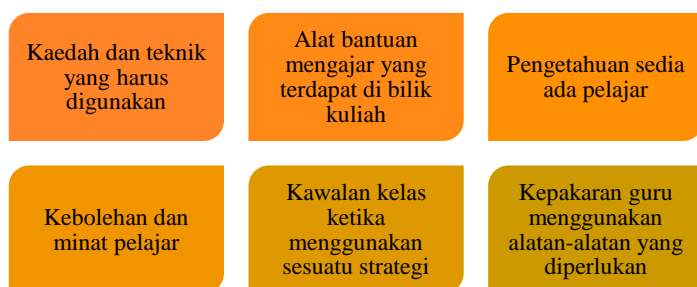 Kaedah dan teknik
yang harus
digunakan
Alat bantuan
mengajar yang
terdapat di bilik
kuliah
Pengetahuan sedia
ada pelajar
Kebolehan dan
minat pelajar
Kawalan kelas
ketika
menggunakan
sesuatu strategi
Kepakaran guru
menggunakan
alatan-alatan yang
diperlukan